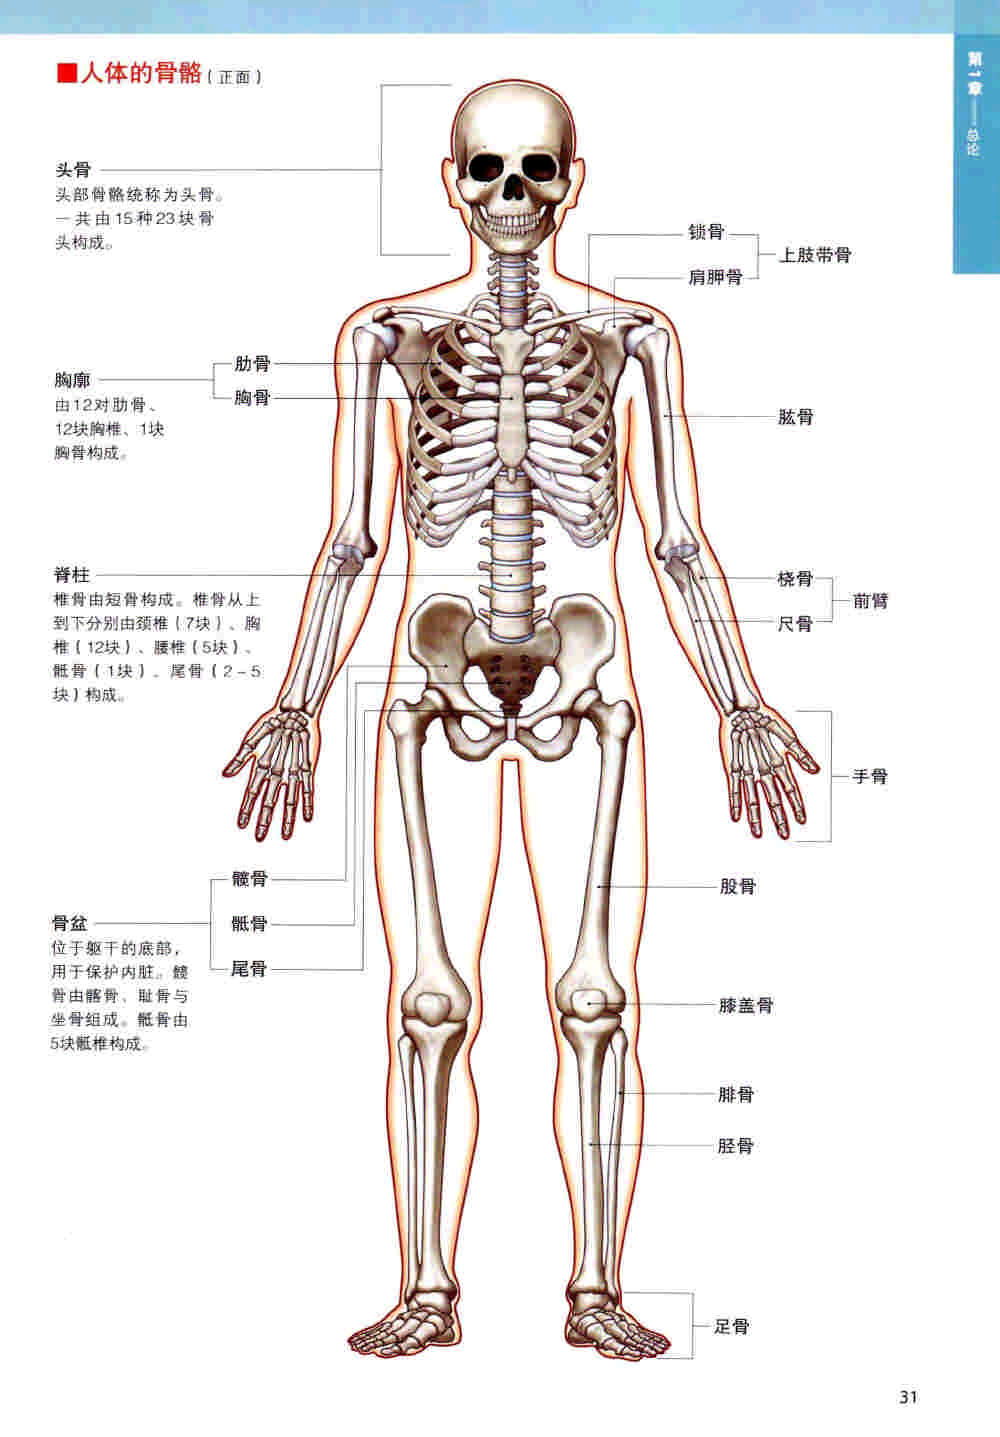 人体的骨骼（正面）
第1章——总论
头骨
头部骨骼统称为头骨。
一共由15种23块骨
头构成。
锁骨
肩胛骨
上肢带骨
肋骨
胸骨
胸廓
由12对肋骨、
12块胸椎、1块
胸骨构成。
肱骨
脊柱
椎骨由短骨构成。椎骨从上
到下分别由颈椎（7块）、胸
椎（12块）、腰椎（5块）、
骶骨（1块）、尾骨（2–5
块）构成。
桡骨
尺骨
前臂
手骨
髋骨
骶骨
尾骨
骨盆
位于躯干的底部，
用于保护内脏。髋
骨由髂骨、耻骨与
坐骨组成。骶骨由
5块骶椎构成。
股骨
膝盖骨
腓骨
胫骨
足骨
31